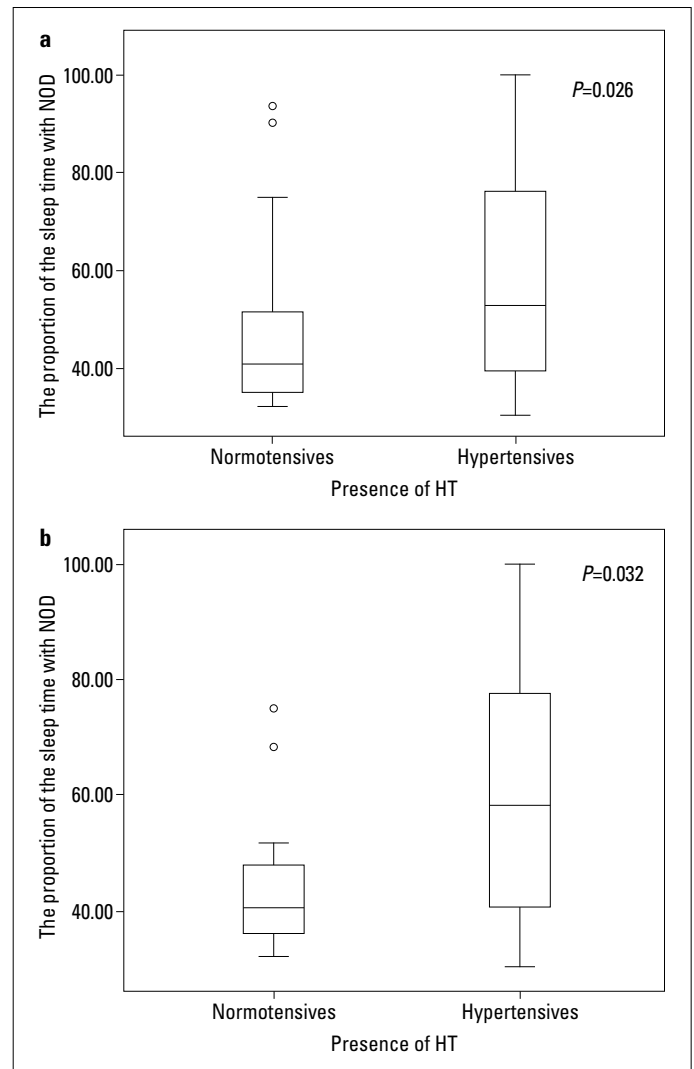 a
The proportion of the sleep time with NOD
100.00
80.00
60.00
40.00
P=0.026
Normotensives Hypertensives
Presence of HT
b
The proportion of the sleep time with NOD
100.00
80.00
60.00
40.00
P=0.032
Normotensives Hypertensives
Presence of HT